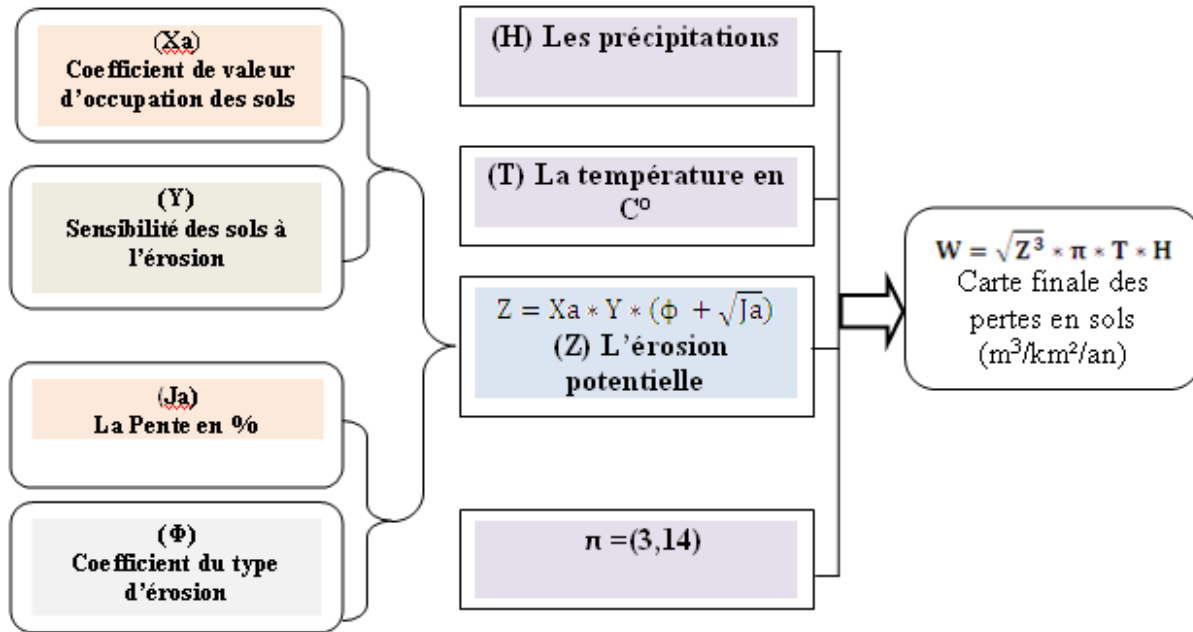 (Xa)
Coefficient de valeur
d’occupation des sols
(Y)
Sensibilité des sols à
l’érosion
(Ja)
La Pente en %
(Φ)
Coefficient du type
d’érosion
(H) Les précipitations
(T) La température en
C⁰
Z = Xa * Y * (ϕ + √Ja)
(Z) L’érosion
potentielle
π =(3,14)
W = √Z³ * π * T * H
Carte finale des
pertes en sols
(m³/km²/an)